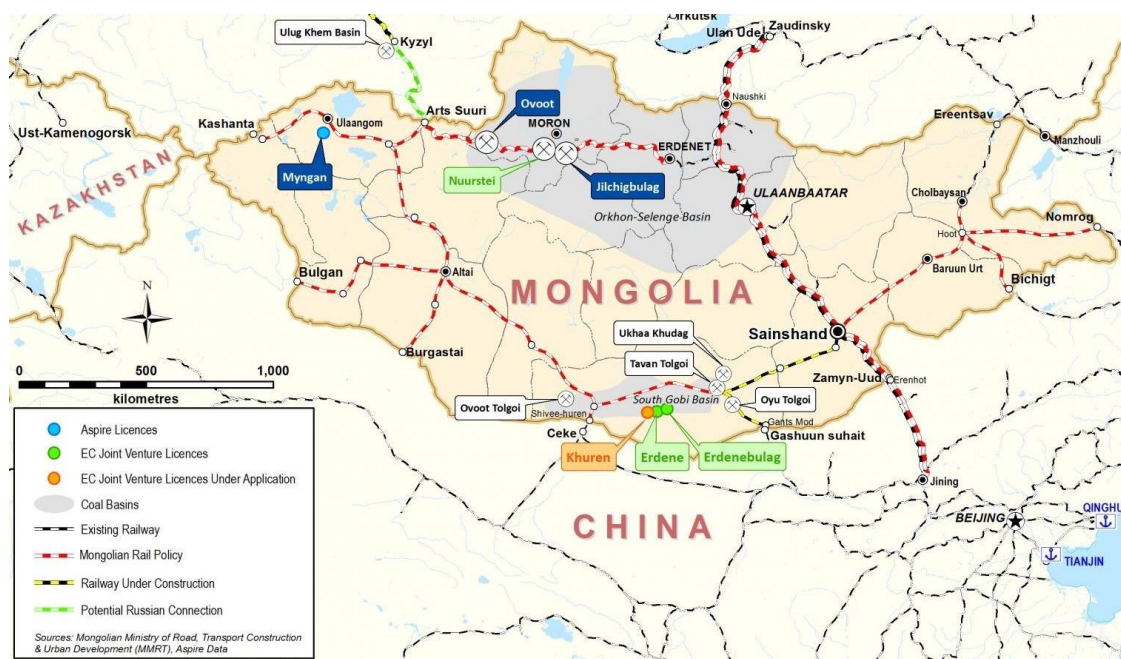 Irkutsk
Zaudinsky
Ulan Ude
Ulug Khem Basin
Kyzyl
Naushki
Ust-Kamenogorsk
Kashanta
Ulaangom
Arts Suuri
Ovoot
MORON
ERDENET
Ereentsav
Manzhouli
KAZAKHSTAN
Myngan
Nuurstei
Jilchigbulag
ULAANBAATAR
Cholbaysan
Orkhon-Selenge Basin
Nomrog
Hoot
Bulgan
Altai
Baruun Urt
Bichigt
MONGOLIA
Ukhaa Khudag
Sainshand
Burgastai
Tavan Tolgoi
Zamyn-Uud
Erenhot
0 500 1,000
kilometres
Ovoot Tolgoi
South Gobi Basin
Oyu Tolgoi
Shivee-huren
Ceke
Gants Mod
Gashuun suhait
Khuren
Erdene
Erdenebulag
Jining
CHINA
BEIJING
QINGHU
TIANJIN
Aspire Licences
EC Joint Venture Licences
EC Joint Venture Licences Under Application
Coal Basins
Existing Railway
Mongolian Rail Policy
Railway Under Construction
Potential Russian Connection
Sources: Mongolian Ministry of Road, Transport Construction
& Urban Development (MMRT), Aspire Data